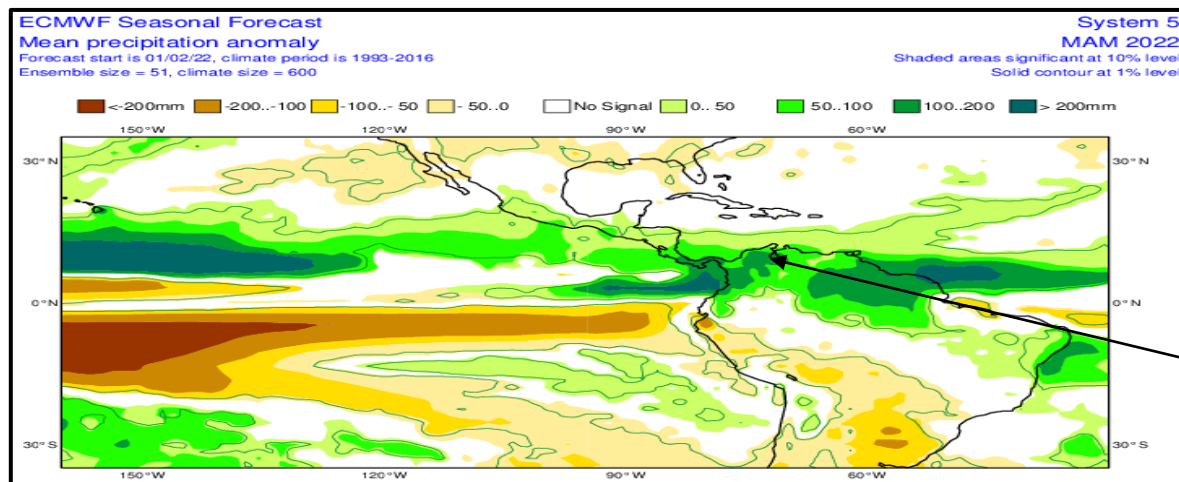 ECMWF Seasonal Forecast System 5
Mean precipitation anomaly MAM 2022
Forecast start is 01/02/22, climate period is 1993-2016 Shaded areas significant at 10% level
Ensemble size = 51, climate size = 600 Solid contour at 1% level
<-200mm -200..-100 -100..- 50 - 50..0 No Signal 0.. 50 50..100 100..200 > 200mm
150°W 120°W 90°W 60°W
30°N 30°N
0°N 0°N
30°S 30°S
150°W 120°W 90°W 60°W